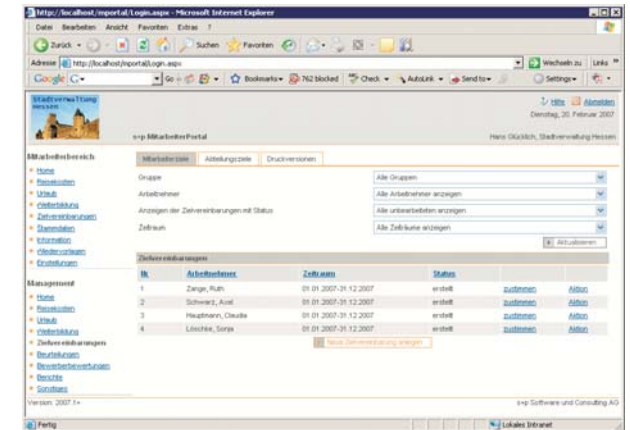 http://localhost/mportal/Login.aspx - Microsoft Internet Explorer
Datei Bearbeiten Ansicht Favoriten Extras ?
Zurück Suchen Favoriten
Adresse http://localhost/mportal/Login.aspx Wechseln zu Links
Google G Go Bookmarks 762 blocked Check AutoLink Send to Settings
Stadtverwaltung
Hessen
Hilfe Abmelden
Dienstag, 20. Februar 2007
s+p MitarbeiterPortal
Hans Glücklich, Stadtverwaltung Hessen
Mitarbeiterbereich
Home
Reisekosten
Urlaub
Weiterbildung
Zielvereinbarungen
Stammdaten
Information
Wiedervorlagen
Einstellungen
Management
Home
Reisekosten
Urlaub
Weiterbildung
Zielvereinbarungen
Beurteilungen
Bewerberbewertungen
Berichte
Sonstiges
Version: 2007.1+
Mitarbeiterziele Abteilungsziele Druckversionen
Gruppe Alle Gruppen
Arbeitnehmer Alle Arbeitnehmer anzeigen
Anzeigen der Zielvereinbarungen mit Status Alle unbearbeiteten anzeigen
Zeitraum Alle Zeiträume anzeigen
Aktualisieren
Zielvereinbarungen
Arbeitnehmer Zeitraum Status
1 Zange, Ruth 01.01.2007-31.12.2007 erstellt zustimmen Aktion
2 Schwarz, Axel 01.01.2007-31.12.2007 erstellt zustimmen Aktion
3 Hauptmann, Claudia 01.01.2007-31.12.2007 erstellt zustimmen Aktion
4 Löschke, Sonja 01.01.2007-31.12.2007 erstellt zustimmen Aktion
Neue Zielvereinbarung anlegen
s+p Software und Consulting AG
Fertig Lokales Intranet